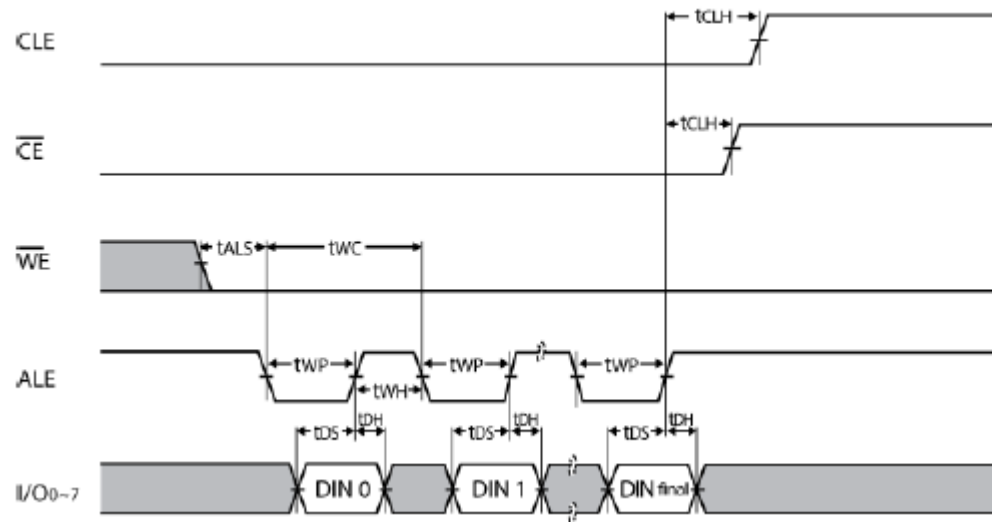 CLE
tCLH
CE
tCLH
WE
tALS
tWC
ALE
tWP
tWH
tWP
tWP
tDS
tDH
tDS
tDH
tDS
tDH
I/O0~7
DIN 0
DIN 1
DIN final